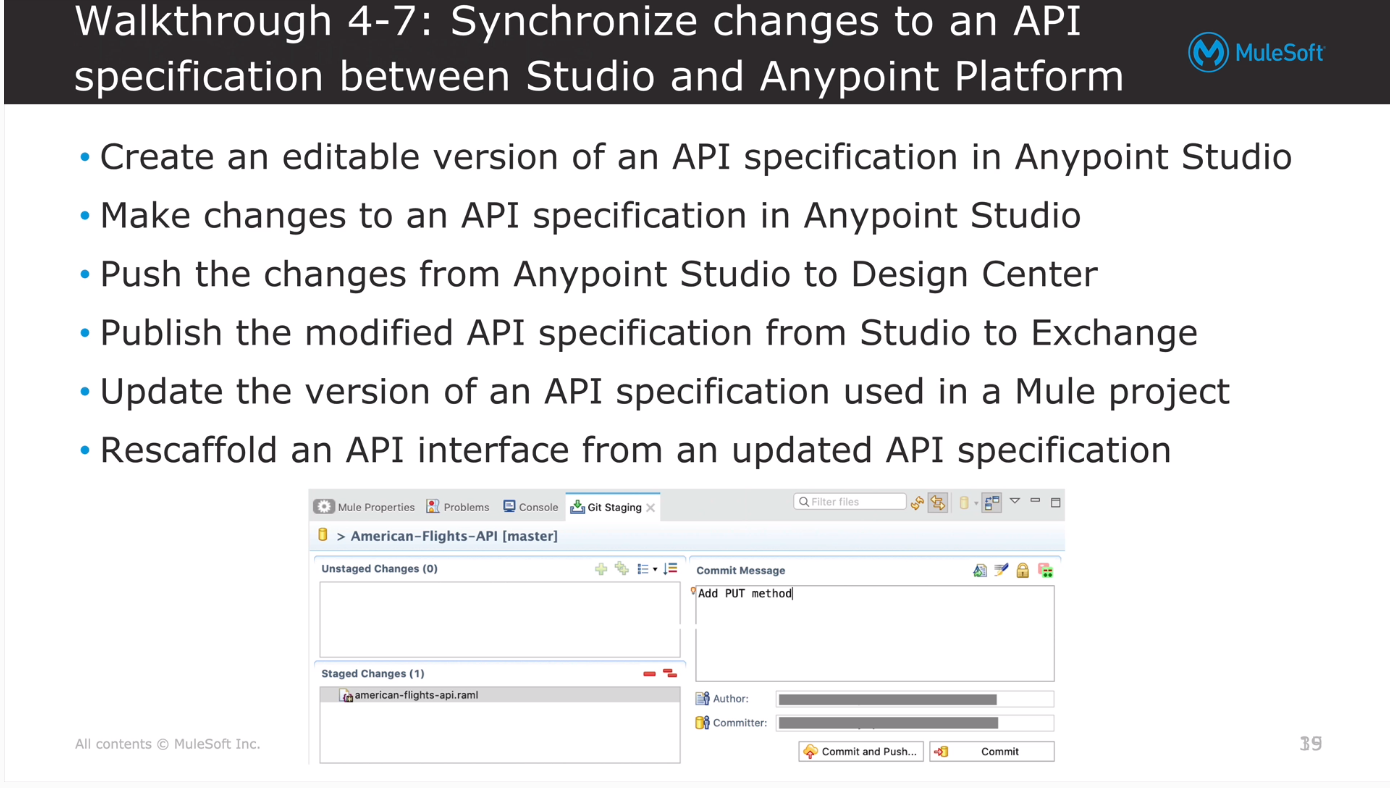 Walkthrough 4-7: Synchronize changes to an API
specification between Studio and Anypoint Platform
MuleSoft
• Create an editable version of an API specification in Anypoint Studio
• Make changes to an API specification in Anypoint Studio
• Push the changes from Anypoint Studio to Design Center
• Publish the modified API specification from Studio to Exchange
• Update the version of an API specification used in a Mule project
• Rescaffold an API interface from an updated API specification
Mule Properties Problems Console Git Staging Filter files
> American-Flights-API [master]
Unstaged Changes (0)
Commit Message
Add PUT method
Staged Changes (1)
american-flights-api.raml
Author:
Committer:
Commit and Push... Commit
All contents © MuleSoft Inc.